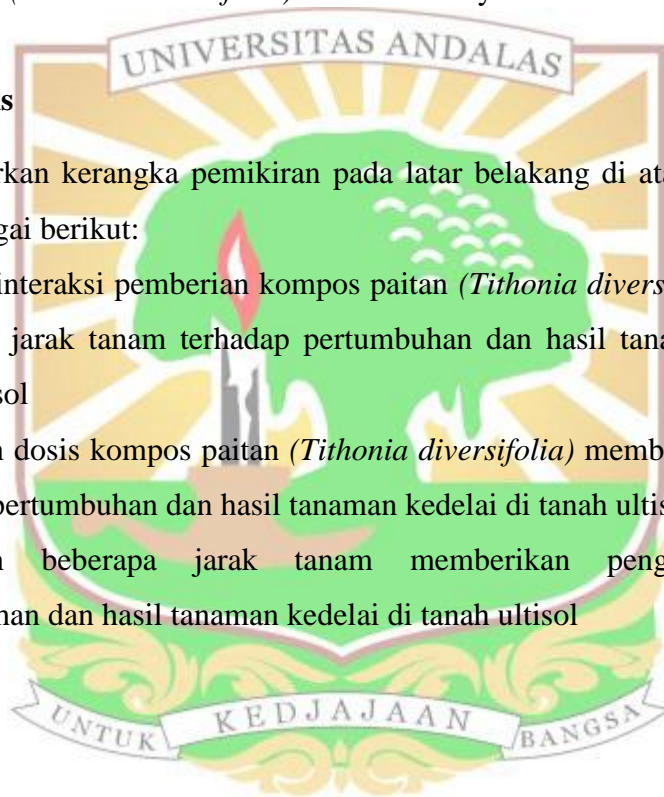 UNIVERSITAS ANDALAS
s
rkan kerangka pemikiran pada latar belakang di ata
gai berikut:
interaksi pemberian kompos paitan (Tithonia divers
jarak tanam terhadap pertumbuhan dan hasil tana
sol
n dosis kompos paitan (Tithonia diversifolia) memb
pertumbuhan dan hasil tanaman kedelai di tanah ultis
n beberapa jarak tanam memberikan peng
han dan hasil tanaman kedelai di tanah ultisol
UNTUK KEDJAJAAN BANGSA